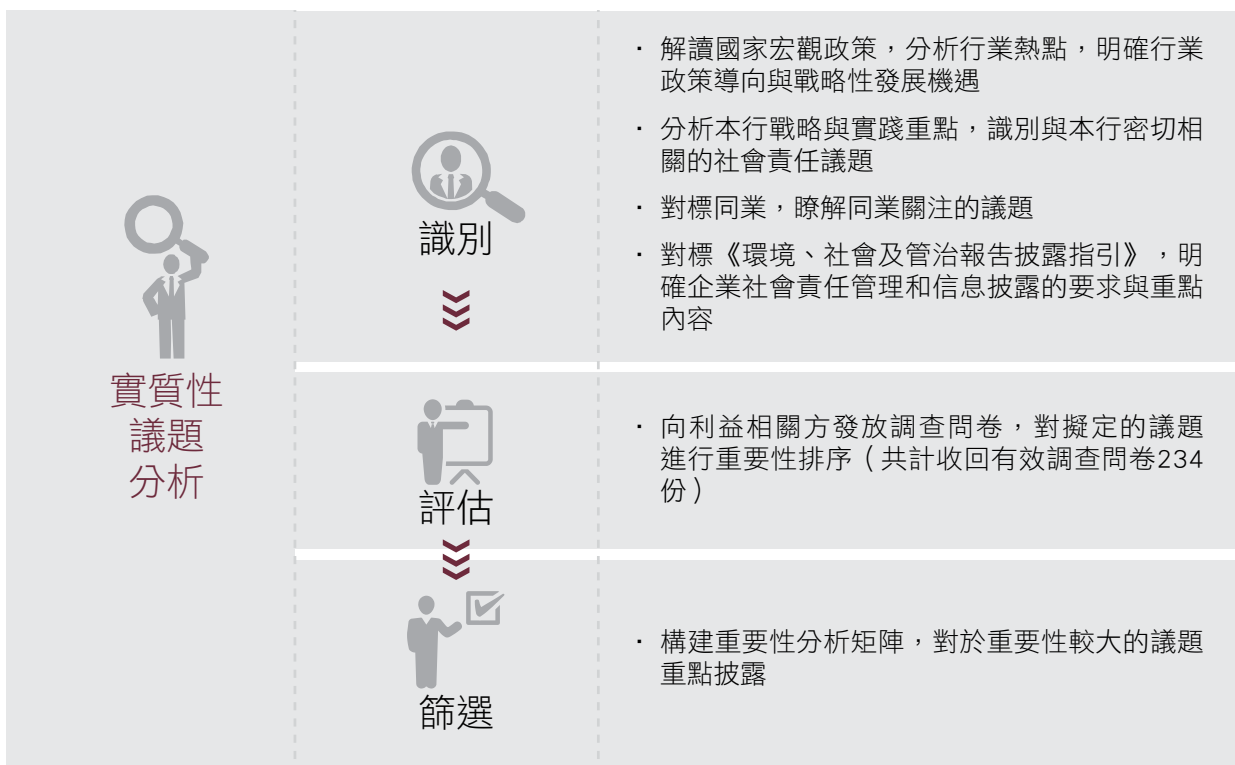 實質性
議題
分析
識別
· 解讀國家宏觀政策，分析行業熱點，明確行業
政策導向與戰略性發展機遇
· 分析本行戰略與實踐重點，識別與本行密切相
關的社會責任議題
· 對標同業，瞭解同業關注的議題
· 對標《環境、社會及管治報告披露指引》，明
確企業社會責任管理和信息披露的要求與重點
內容
評估
· 向利益相關方發放調查問卷，對擬定的議題
進行重要性排序（共計收回有效調查問卷234
份）
篩選
· 構建重要性分析矩陣，對於重要性較大的議題
重點披露